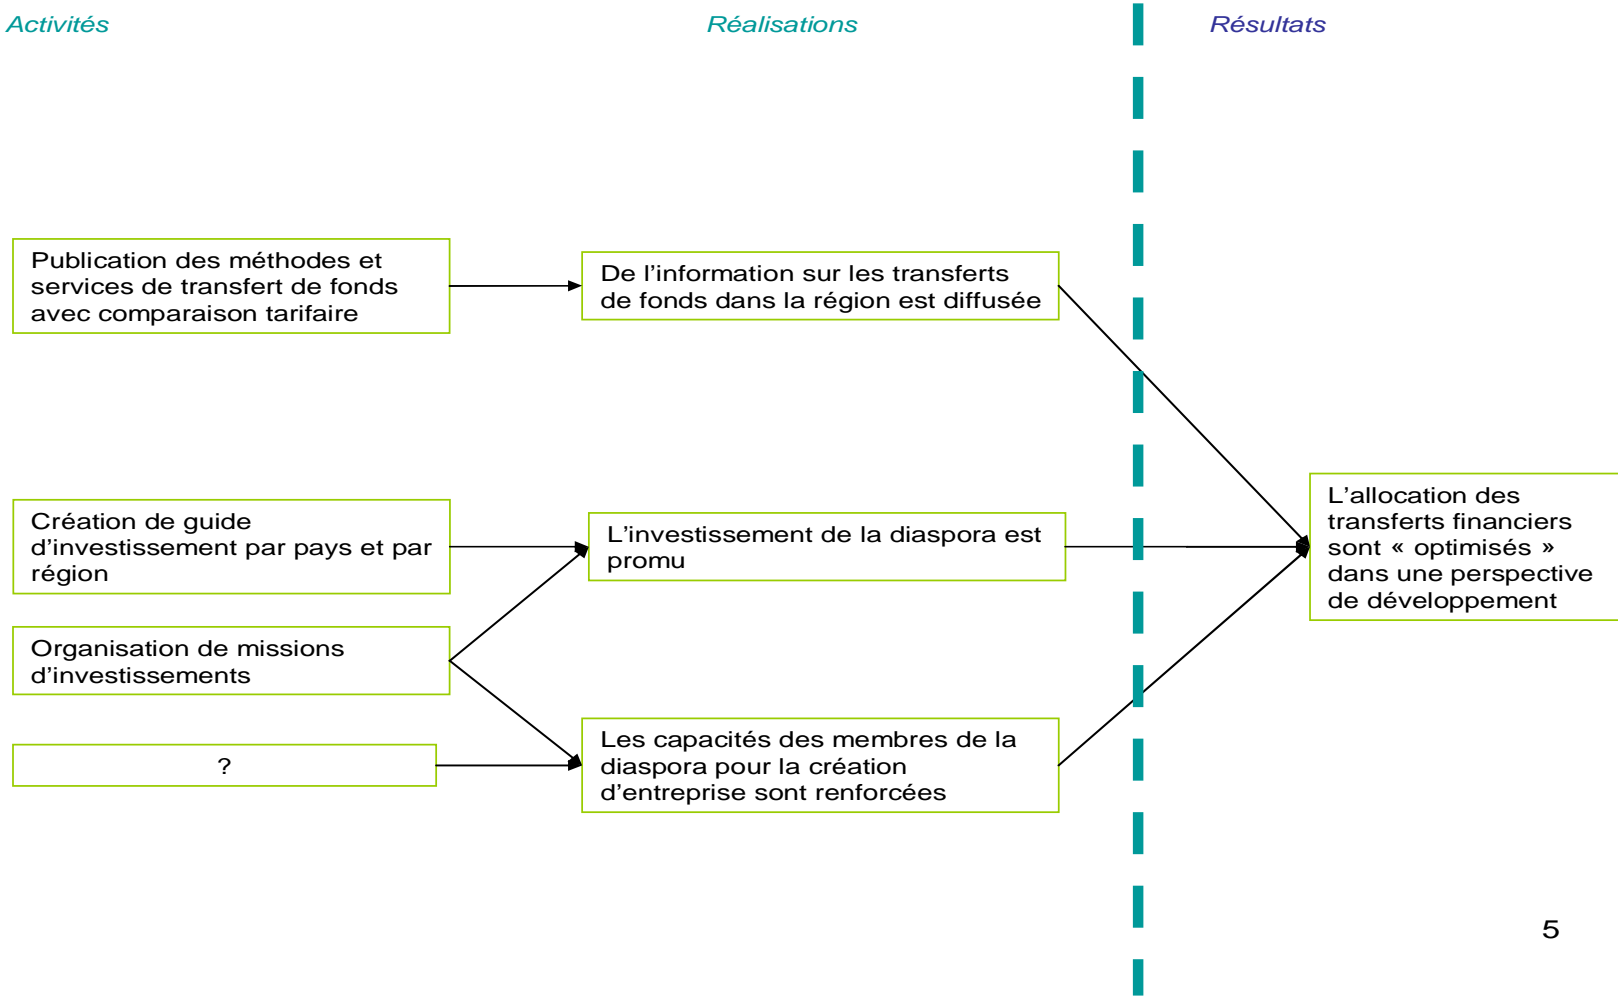 Activités
Réalisations
Résultats
Publication des méthodes et
services de transfert de fonds
avec comparaison tarifaire
De l’information sur les transferts
de fonds dans la région est diffusée
Création de guide
d’investissement par pays et par
région
L’investissement de la diaspora est
promu
L’allocation des
transferts financiers
sont « optimisés »
dans une perspective
de développement
Organisation de missions
d’investissements
?
Les capacités des membres de la
diaspora pour la création
d’entreprise sont renforcées
5